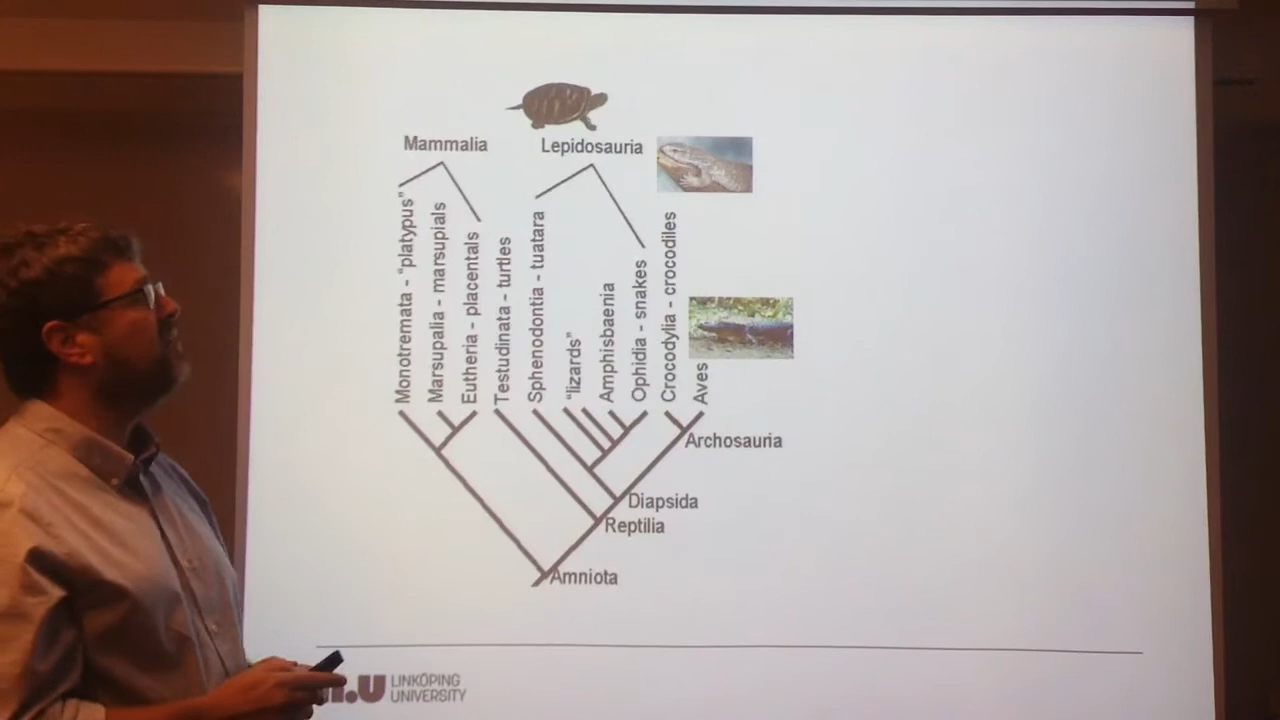 Mammalia
Lepidosauria
Monotremata - "platypus"
Marsupalia - marsupials
Eutheria - placentals
Testudinata - turtles
Sphenodontia - tuatara
"lizards"
Amphisbaenia
Ophidia - snakes
Crocodylia - crocodiles
Aves
Archosauria
Diapsida
Reptilia
Amniota
LINKÖPING
UNIVERSITY